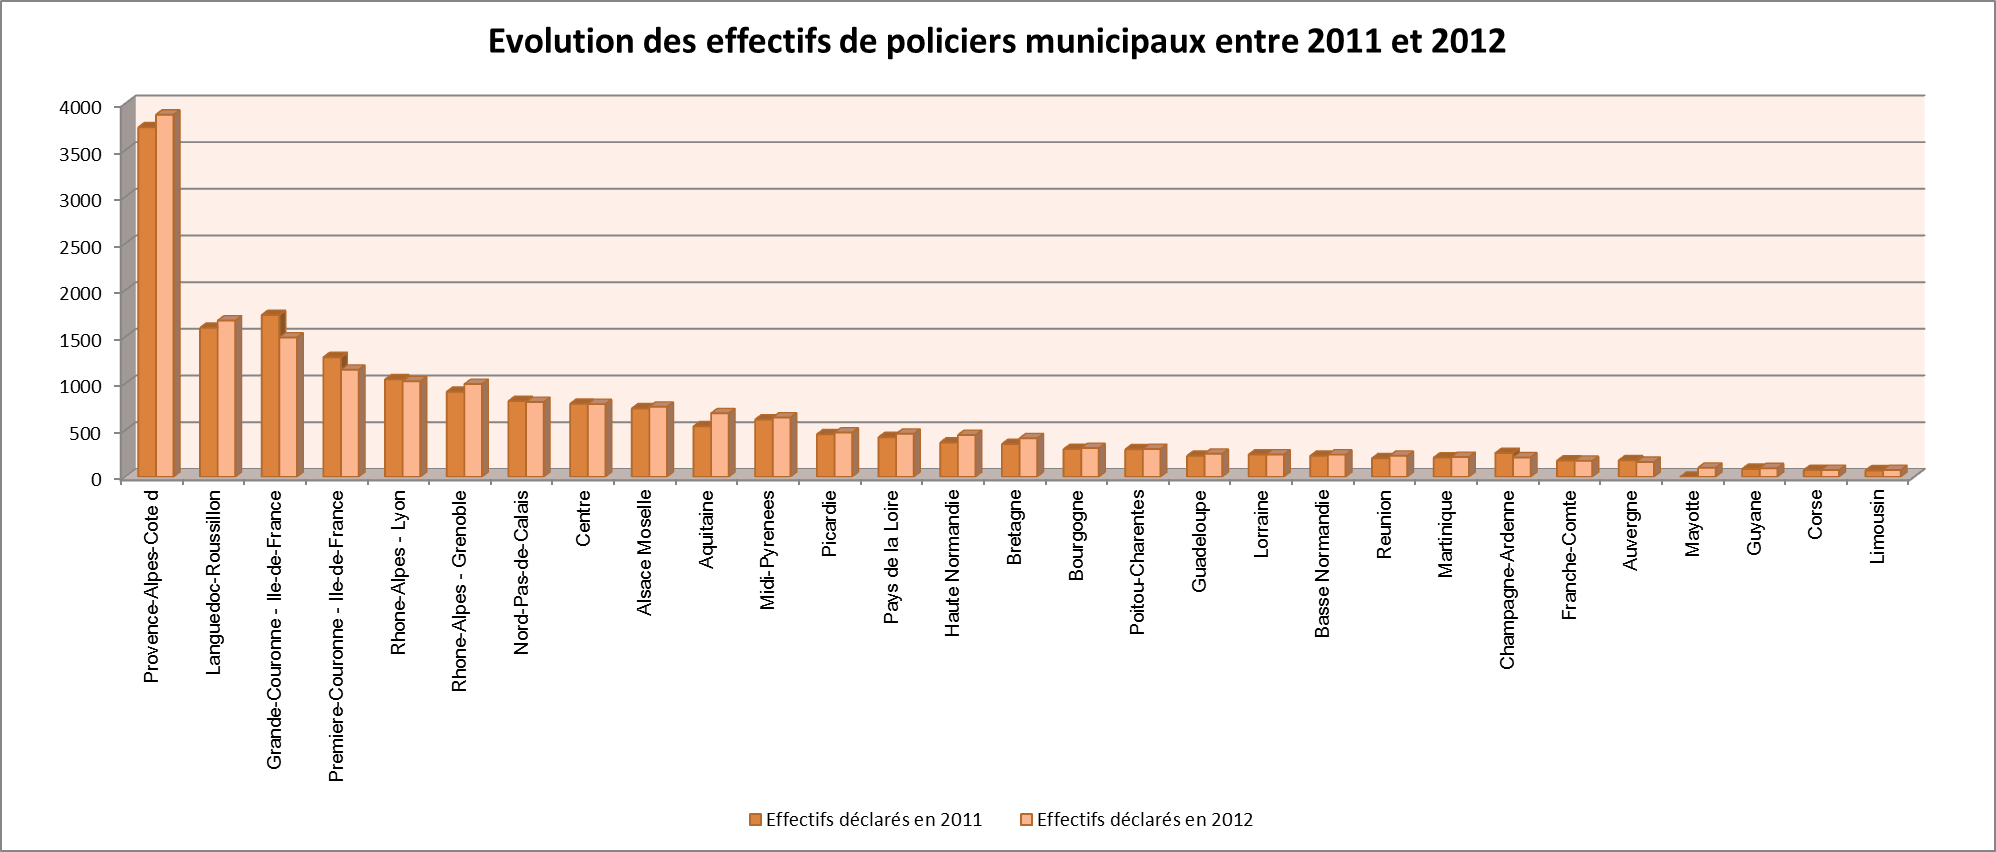 Evolution des effectifs de policiers municipaux entre 2011 et 2012
4000
3500
3000
2500
2000
1500
1000
500
0
Provence-Alpes-Cote d
Languedoc-Roussillon
Grande-Couronne - Ile-de-France
Premiere-Couronne - Ile-de-France
Rhone-Alpes - Lyon
Rhone-Alpes - Grenoble
Nord-Pas-de-Calais
Centre
Alsace Moselle
Aquitaine
Midi-Pyrenees
Picardie
Pays de la Loire
Haute Normandie
Bretagne
Bourgogne
Poitou-Charentes
Guadeloupe
Lorraine
Basse Normandie
Reunion
Martinique
Champagne-Ardenne
Franche-Comte
Auvergne
Mayotte
Guyane
Corse
Limousin
Effectifs déclarés en 2011
Effectifs déclarés en 2012